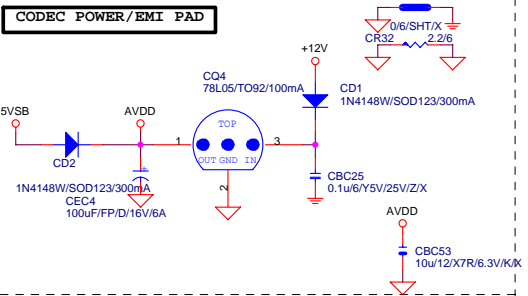 CODEC POWER/EMI PAD
0/6/SHT/X
CR32 2.2/6
+12V
CQ4
78L05/TO92/100mA
CD1
1N4148W/SOD123/300mA
5VSB
AVDD
TOP
1
3
OUT GND IN
CD2
2
1N4148W/SOD123/300mA
CEC4
100uF/FP/D/16V/6A
CBC25
0.1u/6/Y5V/25V/Z/X
AVDD
CBC53
10u/12/X7R/6.3V/K/X